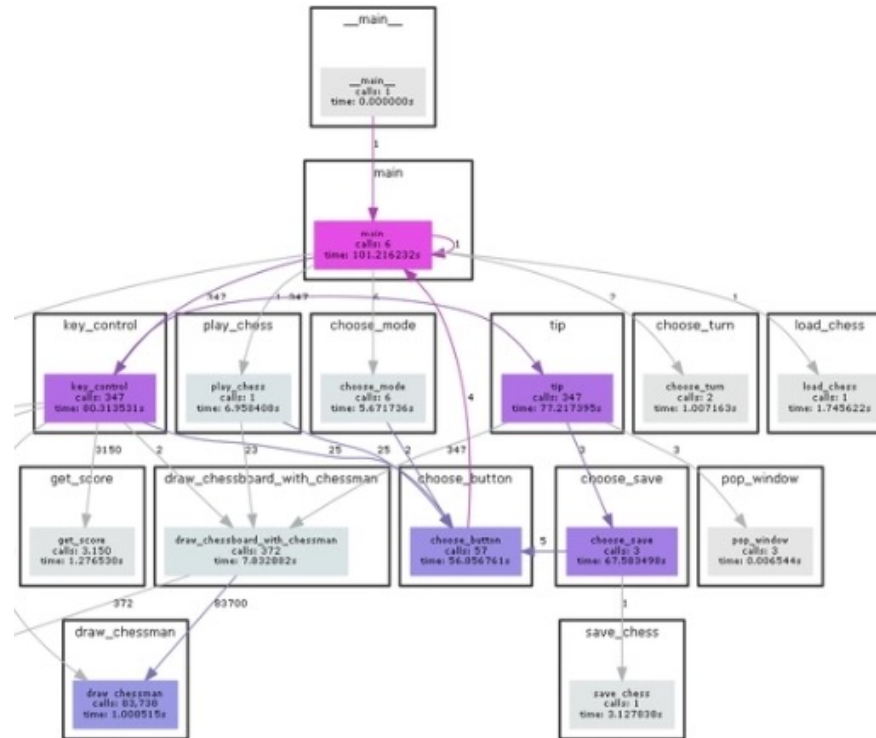 __main__
__main__
calls: 1
time: 0.000000s
1
main
main
calls: 6
time: 101.216232s
1
347
1
347
6
2
1
key_control
play_chess
choose_mode
tip
choose_turn
load_chess
key_control
calls: 347
time: 80.313531s
play_chess
calls: 1
time: 6.958408s
choose_mode
calls: 6
time: 5.671736s
tip
calls: 347
time: 77.217395s
choose_turn
calls: 2
time: 1.007163s
load_chess
calls: 1
time: 1.745622s
4
3150
2
23
25
25
2
347
3
3
get_score
draw_chessboard_with_chessman
choose_button
choose_save
pop_window
get_score
calls: 3,150
time: 1.276530s
draw_chessboard_with_chessman
calls: 372
time: 7.832882s
choose_button
calls: 57
time: 56.856761s
5
choose_save
calls: 3
time: 67.583498s
pop_window
calls: 3
time: 0.006544s
372
83700
1
draw_chessman
save_chess
draw_chessman
calls: 83,738
time: 1.008515s
save_chess
calls: 1
time: 3.127838s